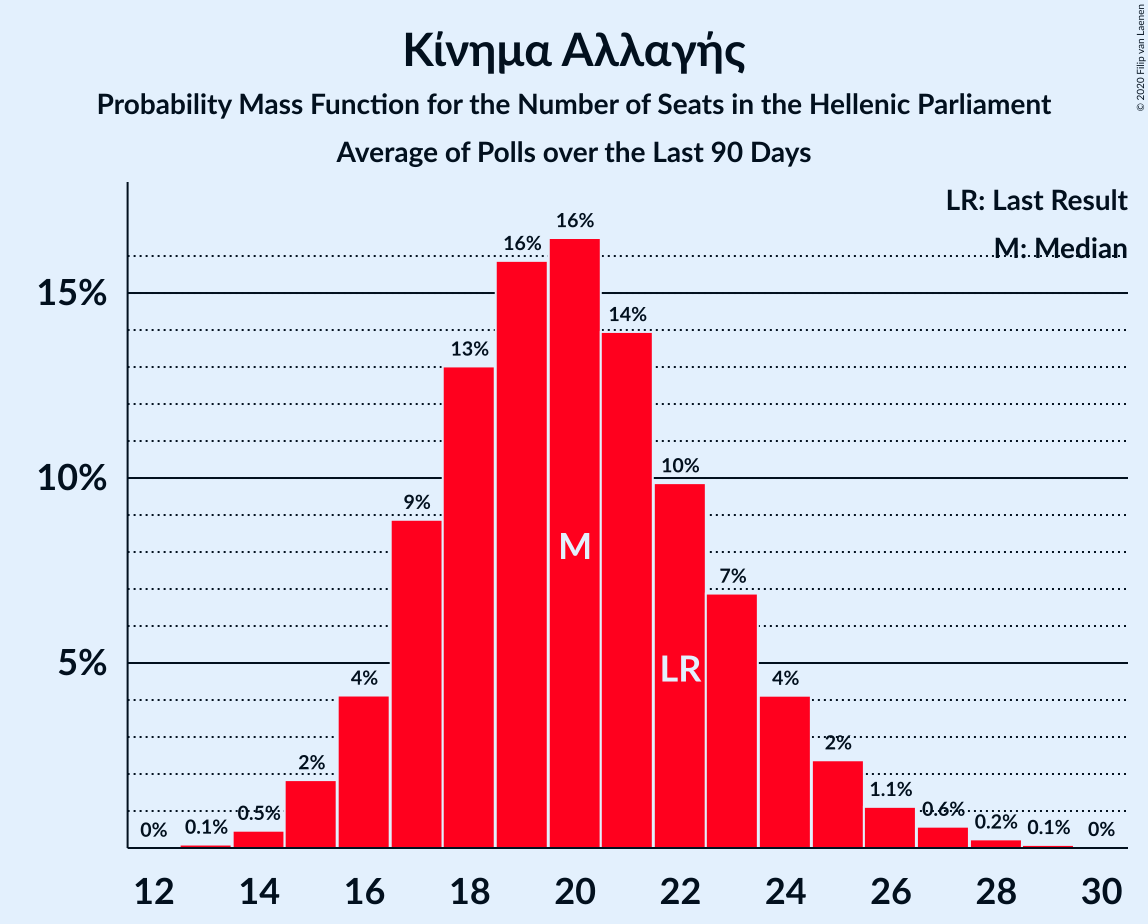 Κίνημα Αλλαγής
Probability Mass Function for the Number of Seats in the Hellenic Parliament
Average of Polls over the Last 90 Days
© 2020 Filip van Laenen
LR: Last Result
M: Median
15%
10%
5%
0%
0.1%
0.5%
2%
4%
9%
13%
16%
16%
14%
10%
7%
4%
2%
1.1%
0.6%
0.2%
0.1%
0%
M
LR
12 14 16 18 20 22 24 26 28 30